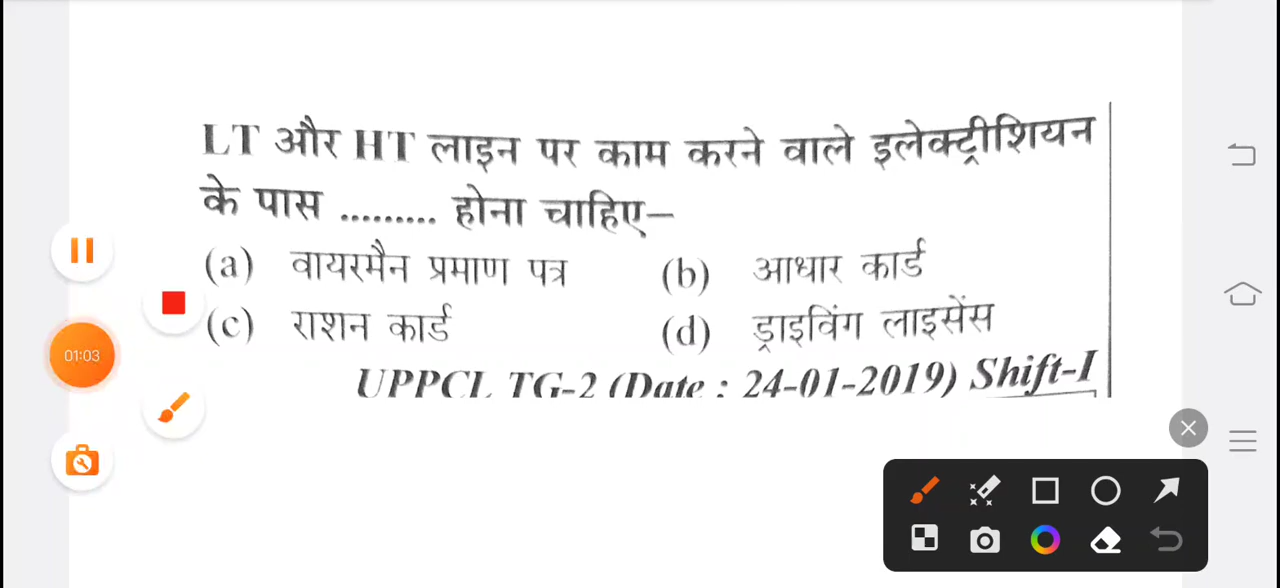 LT और HT लाइन पर काम करने वाले इलेक्ट्रीशियन
के पास ......... होना चाहिए–
(a) वायरमैन प्रमाण पत्र (b) आधार कार्ड
(c) राशन कार्ड (d) ड्राइविंग लाइसेंस
UPPCL TG-2 (Date : 24-01-2019) Shift-I
01:03